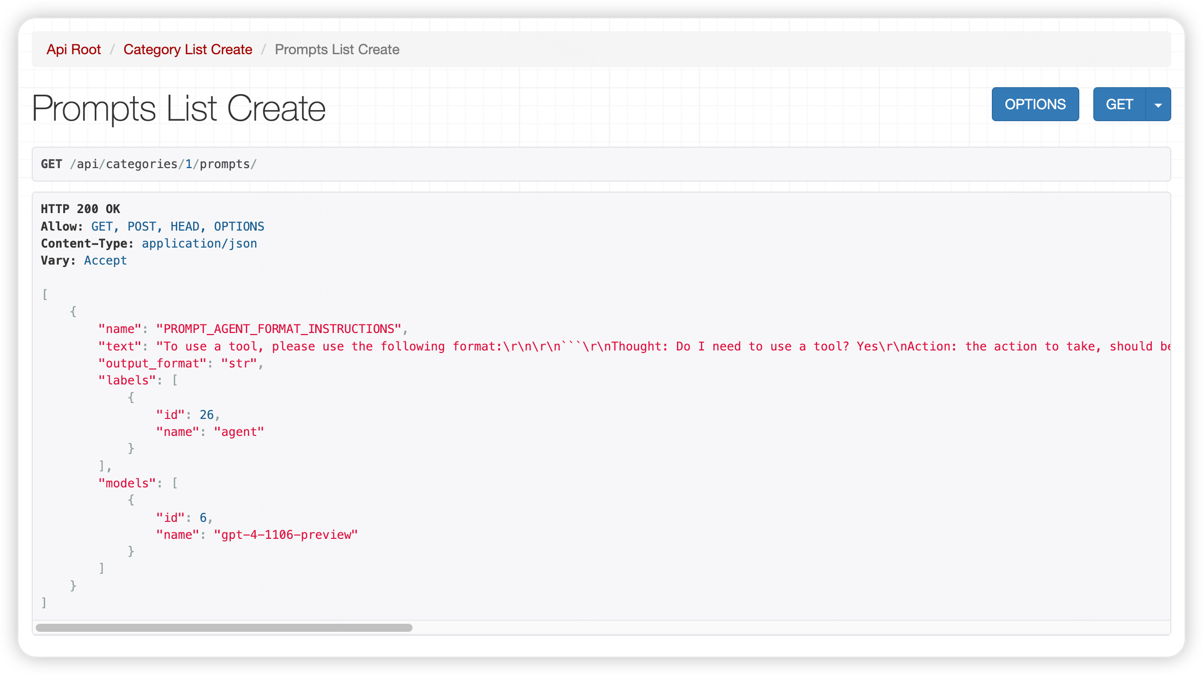 Api Root / Category List Create / Prompts List Create
Prompts List Create
OPTIONS
GET
GET /api/categories/1/prompts/
HTTP 200 OK
Allow: GET, POST, HEAD, OPTIONS
Content-Type: application/json
Vary: Accept
[
    {
        "name": "PROMPT_AGENT_FORMAT_INSTRUCTIONS",
        "text": "To use a tool, please use the following format:\r\n\r\n```\r\nThought: Do I need to use a tool? Yes\r\nAction: the action to take, should be
        "output_format": "str",
        "labels": [
            {
                "id": 26,
                "name": "agent"
            }
        ],
        "models": [
            {
                "id": 6,
                "name": "gpt-4-1106-preview"
            }
        ]
    }
]